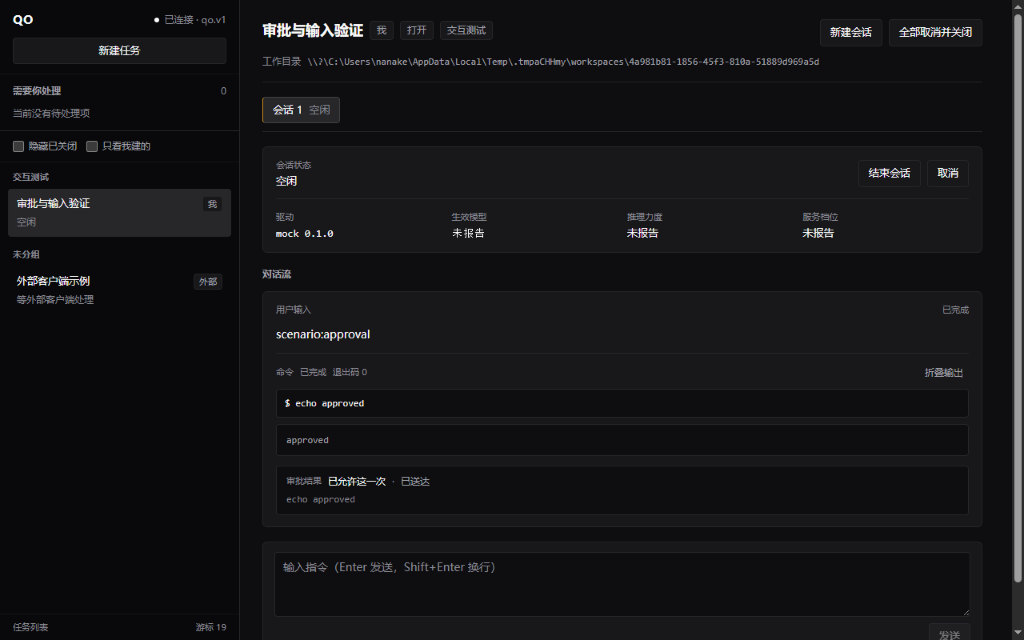 QO
已连接 · qo.v1
新建任务
需要你处理 0
当前没有待处理项
隐藏已关闭 只看我建的
交互测试
审批与输入验证 我
空闲
未分组
外部客户端示例 外部
等外部客户端处理
任务列表 游标 19
审批与输入验证 我 打开 交互测试
新建会话 全部取消并关闭
工作目录 \\?\C:\Users\nanake\AppData\Local\Temp\.tmpaCHHmy\workspaces\4a981b81-1856-45f3-810a-51889d969a5d
会话 1 空闲
会话状态
空闲
结束会话 取消
驱动 生效模型 推理力度 服务档位
mock 0.1.0 未报告 未报告 未报告
对话流
用户输入 已完成
scenario:approval
命令 已完成 退出码 0 折叠输出
$ echo approved
approved
审批结果 已允许这一次 · 已送达
echo approved
输入指令（Enter 发送，Shift+Enter 换行）
发送